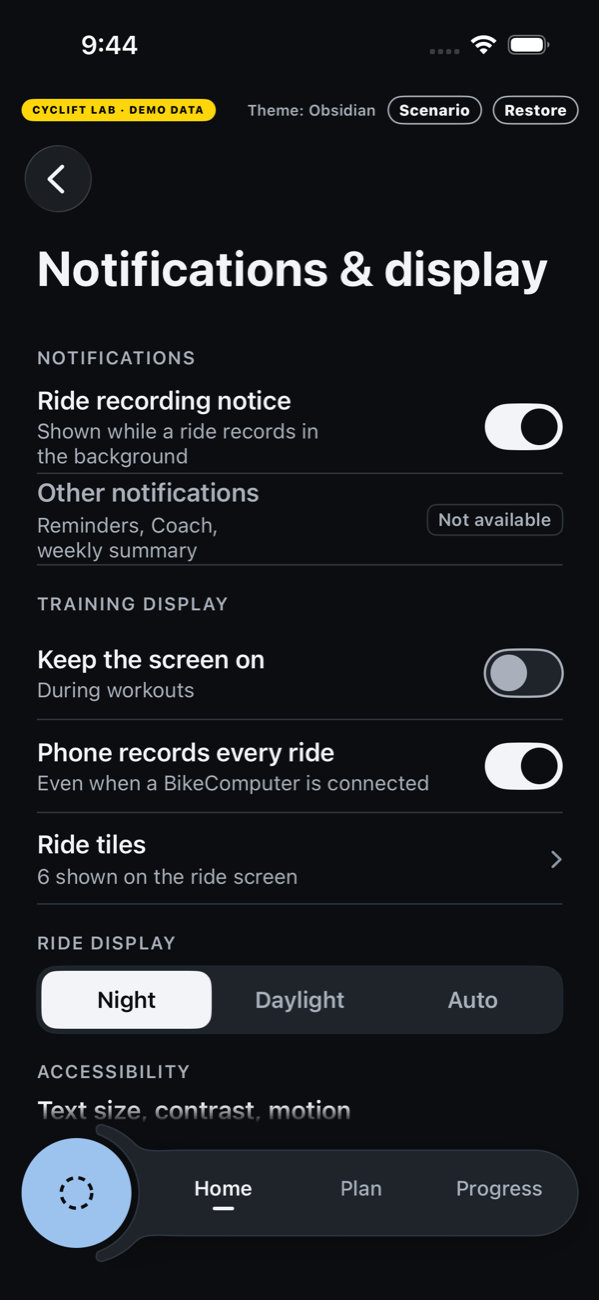 9:44
CYCLIFT LAB · DEMO DATA
Theme: Obsidian
Scenario
Restore
Notifications & display
NOTIFICATIONS
Ride recording notice
Shown while a ride records in
the background
Other notifications
Reminders, Coach,
weekly summary
Not available
TRAINING DISPLAY
Keep the screen on
During workouts
Phone records every ride
Even when a BikeComputer is connected
Ride tiles
6 shown on the ride screen
RIDE DISPLAY
Night
Daylight
Auto
ACCESSIBILITY
Text size, contrast, motion
Home
Plan
Progress